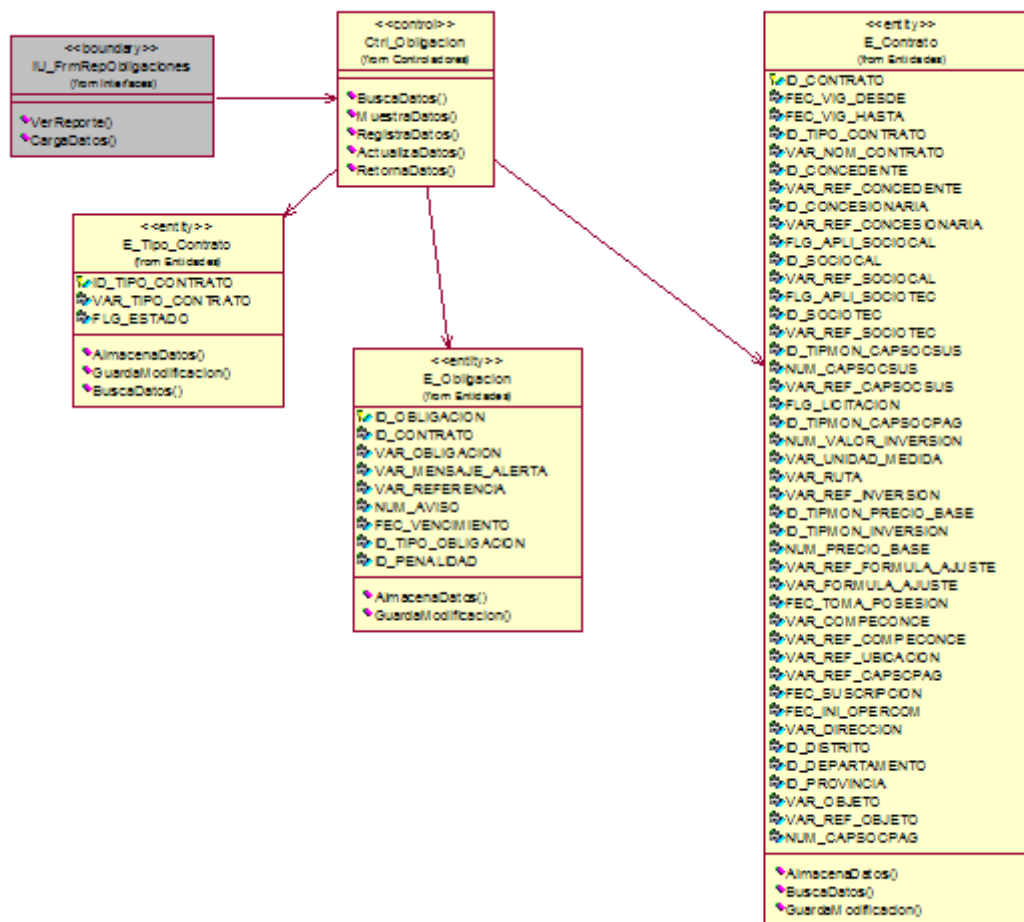 <<boundary>>
IU_FrmRepObligaciones
(from Interfaces)
VerReporte()
CargaDatos()
<<control>>
Ctrl_Obligacion
(from Controladores)
BuscaDatos()
MuestraDatos()
RegistraDatos()
ActualizaDatos()
RetornaDatos()
<<entity>>
E_Tipo_Contrato
(from Entidades)
ID_TIPO_CONTRATO
VAR_TIPO_CONTRATO
FLG_ESTADO
AlmacenaDatos()
GuardaModificacion()
BuscaDatos()
<<entity>>
E_Obligacion
(from Entidades)
ID_OBLIGACION
ID_CONTRATO
VAR_OBLIGACION
VAR_MENSAJE_ALERTA
VAR_REFERENCIA
NUM_AVISO
FEC_VENCIMIENTO
ID_TIPO_OBLIGACION
ID_PENALIDAD
AlmacenaDatos()
GuardaModificacion()
<<entity>>
E_Contrato
(from Entidades)
ID_CONTRATO
FEC_VIG_DESDE
FEC_VIG_HASTA
ID_TIPO_CONTRATO
VAR_NOM_CONTRATO
ID_CONCEDENTE
VAR_REF_CONCEDENTE
ID_CONCESIONARIA
VAR_REF_CONCESIONARIA
FLG_APLI_SOCIOCAL
ID_SOCIOCAL
VAR_REF_SOCIOCAL
FLG_APLI_SOCIOTEC
ID_SOCIOTEC
VAR_REF_SOCIOTEC
ID_TIPMON_CAPSOCSUS
NUM_CAPSOCSUS
VAR_REF_CAPSOCSUS
FLG_LICITACION
ID_TIPMON_CAPSOCPAG
NUM_VALOR_INVERSION
VAR_UNIDAD_MEDIDA
VAR_RUTA
VAR_REF_INVERSION
ID_TIPMON_PRECIO_BASE
ID_TIPMON_INVERSION
NUM_PRECIO_BASE
VAR_REF_FORMULA_AJUSTE
VAR_FORMULA_AJUSTE
FEC_TOMA_POSESION
VAR_COMPECONCE
VAR_REF_COMPECONCE
VAR_REF_UBICACION
VAR_REF_CAPSCPAG
FEC_SUSCRIPCION
FEC_INI_OPERCOM
VAR_DIRECCION
ID_DISTRITO
ID_DEPARTAMENTO
ID_PROVINCIA
VAR_OBJETO
VAR_REF_OBJETO
NUM_CAPSOCPAG
AlmacenaDatos()
BuscaDatos()
GuardaModificacion()